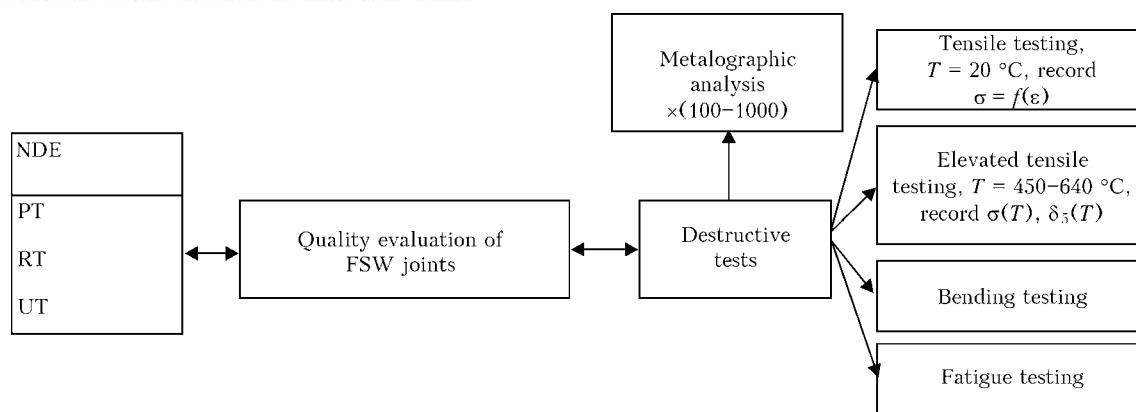 NDE
PT
RT
UT
Quality evaluation of
FSW joints
Destructive
tests
Metalographic
analysis
×(100–1000)
Tensile testing,
T = 20 °C, record
σ = f(ε)
Elevated tensile
testing, T = 450–640 °C,
record σ(T), δ₅(T)
Bending testing
Fatigue testing